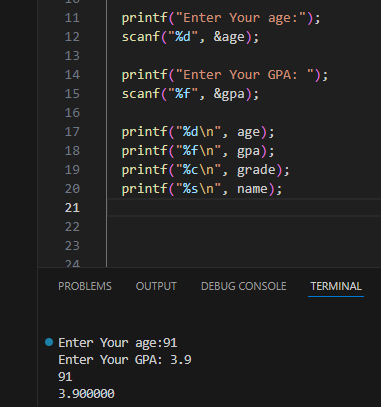 11 printf("Enter Your age:");
12 scanf("%d", &age);
13
14 printf("Enter Your GPA: ");
15 scanf("%f", &gpa);
16
17 printf("%d\n", age);
18 printf("%f\n", gpa);
19 printf("%c\n", grade);
20 printf("%s\n", name);
21
22
23
24
PROBLEMS OUTPUT DEBUG CONSOLE TERMINAL
Enter Your age:91
Enter Your GPA: 3.9
91
3.900000